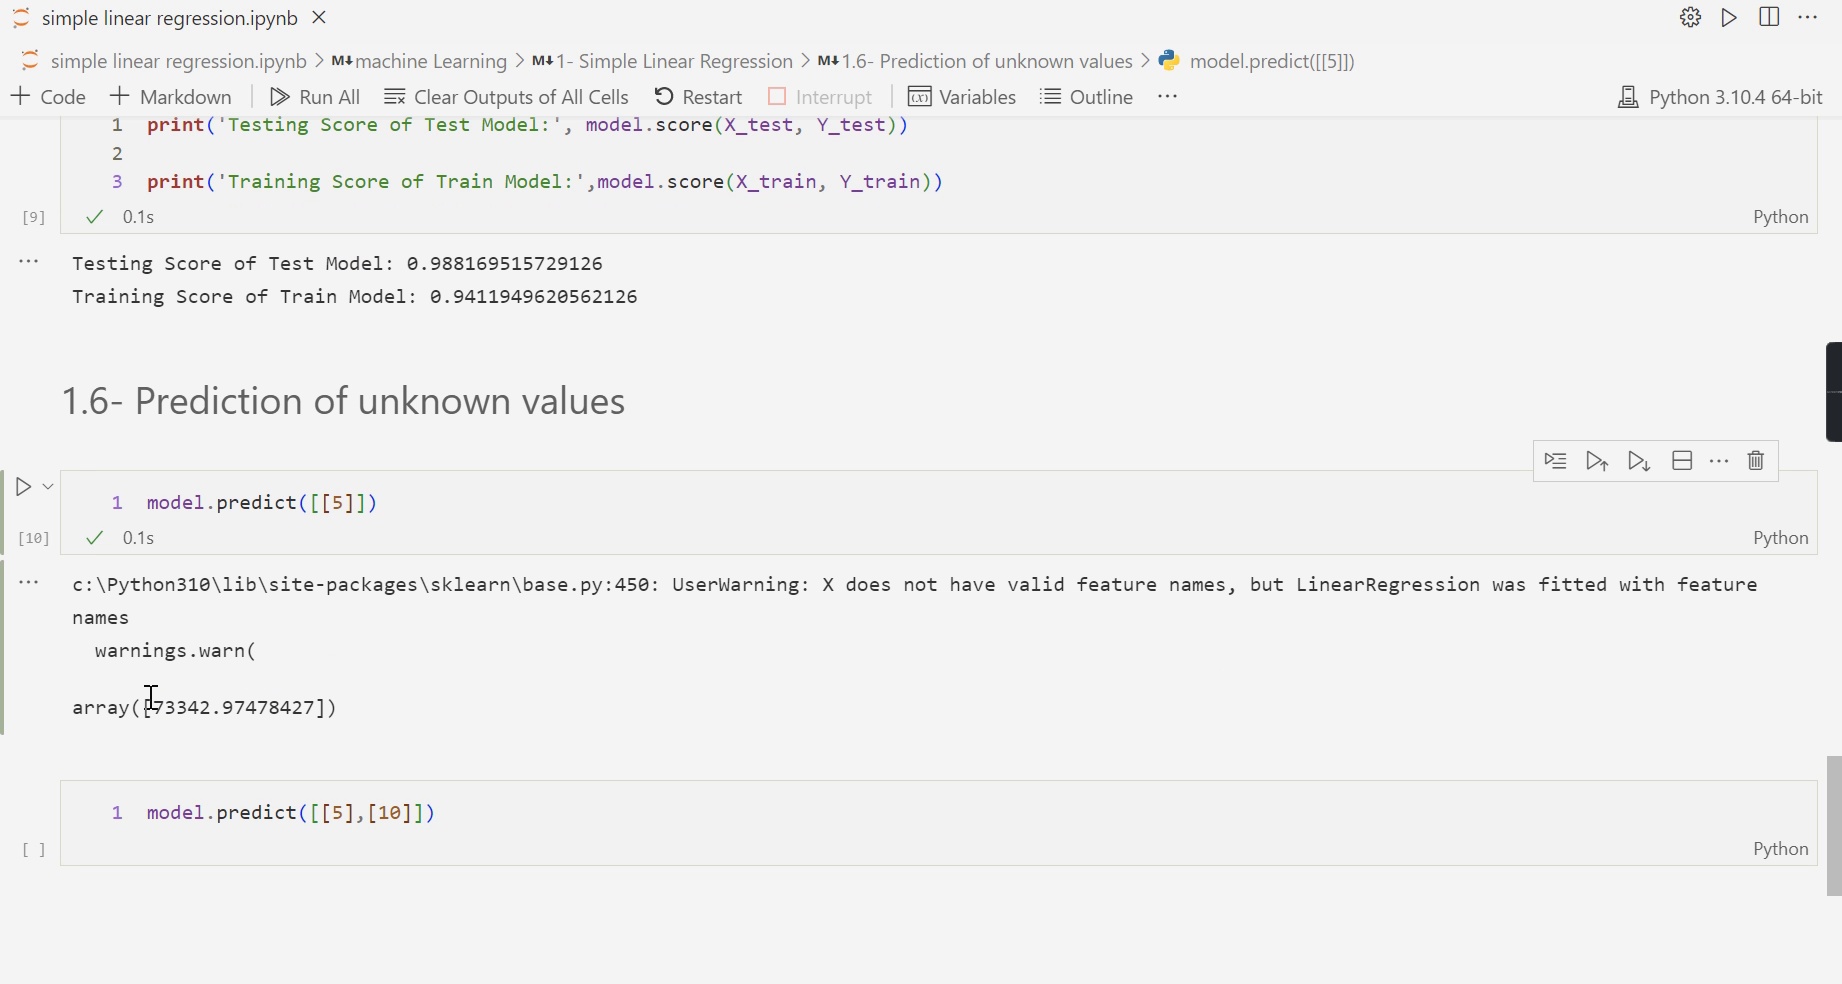 simple linear regression.ipynb
simple linear regression.ipynb > M↓ machine Learning > M↓ 1- Simple Linear Regression > M↓ 1.6- Prediction of unknown values > model.predict([[5]])
+ Code + Markdown Run All Clear Outputs of All Cells Restart Interrupt (x) Variables Outline ··· Python 3.10.4 64-bit
1 print('Testing Score of Test Model:', model.score(X_test, Y_test))
2
3 print('Training Score of Train Model:',model.score(X_train, Y_train))
[9] 0.1s Python
Testing Score of Test Model: 0.988169515729126
Training Score of Train Model: 0.9411949620562126
1.6- Prediction of unknown values
1 model.predict([[5]])
[10] 0.1s Python
c:\Python310\lib\site-packages\sklearn\base.py:450: UserWarning: X does not have valid feature names, but LinearRegression was fitted with feature
names
warnings.warn(
array([73342.97478427])
1 model.predict([[5],[10]])
[ ] Python